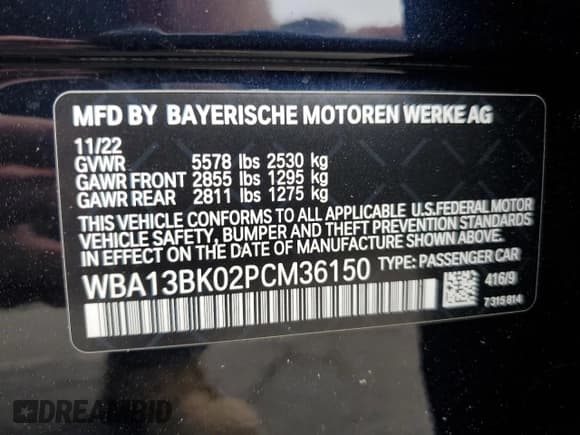 MFD BY BAYERISCHE MOTOREN WERKE AG
11/22
GVWR 5578 lbs 2530 kg
GAWR FRONT 2855 lbs 1295 kg
GAWR REAR 2811 lbs 1275 kg
THIS VEHICLE CONFORMS TO ALL APPLICABLE U.S.FEDERAL MOTOR
VEHICLE SAFETY, BUMPER AND THEFT PREVENTION STANDARDS
IN EFFECT ON THE DATE OF MANUFACTURE SHOWN ABOVE.
WBA13BK02PCM36150 TYPE: PASSENGER CAR
416/9
7315814
DREAMBID